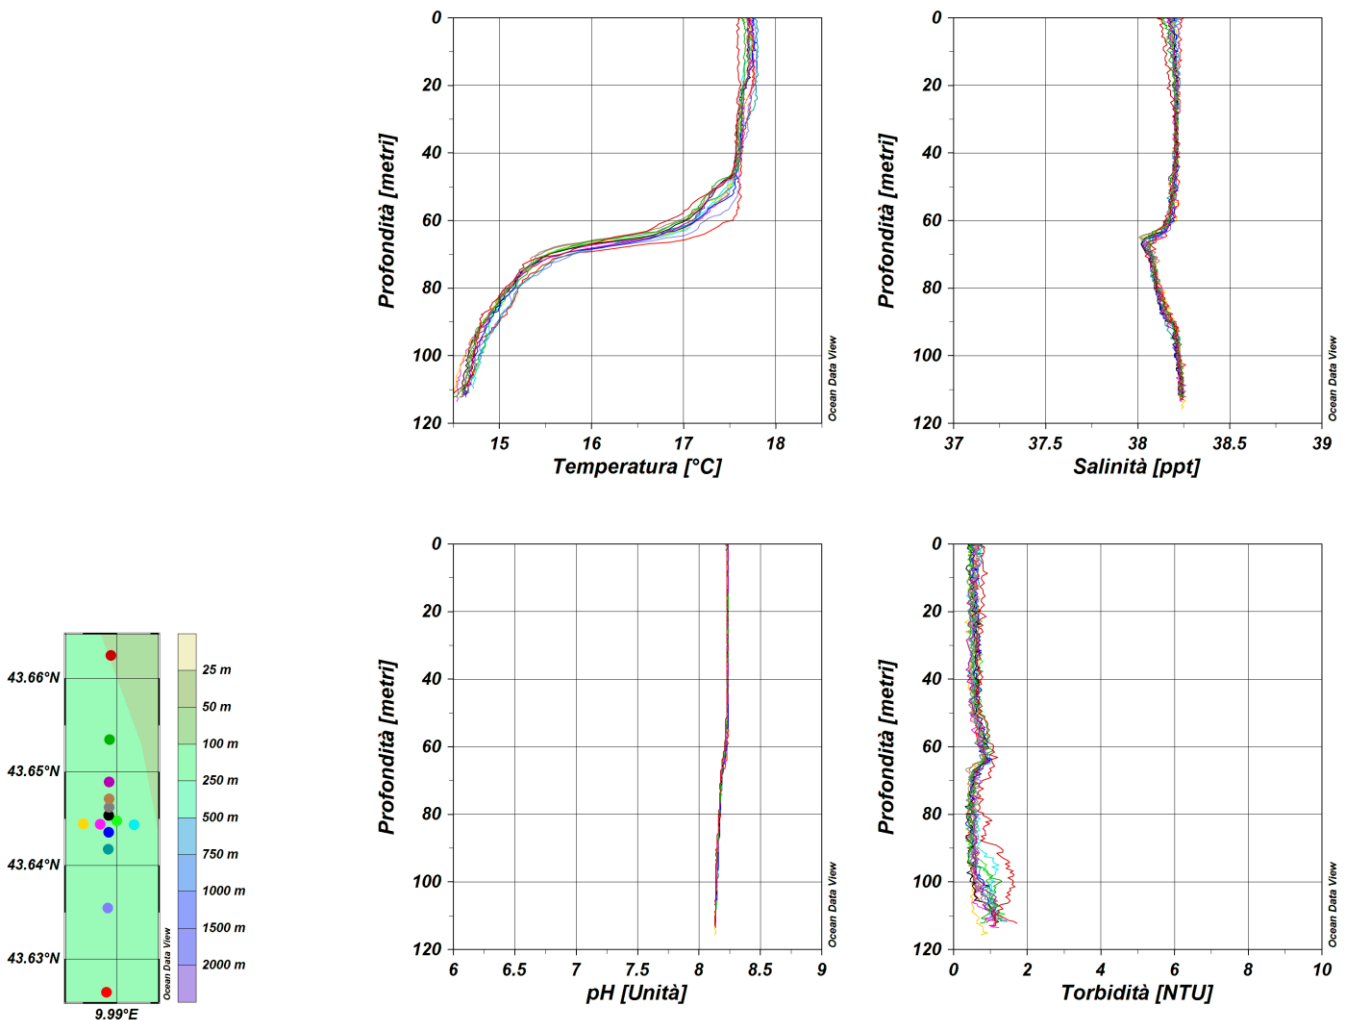 0
20
40
60
80
100
120
Profondità [metri]
15
16
17
18
Temperatura [°C]
Ocean Data View
0
20
40
60
80
100
120
Profondità [metri]
37
37.5
38
38.5
39
Salinità [ppt]
Ocean Data View
43.66°N
43.65°N
43.64°N
43.63°N
9.99°E
Ocean Data View
25 m
50 m
100 m
250 m
500 m
750 m
1000 m
1500 m
2000 m
0
20
40
60
80
100
120
Profondità [metri]
6
6.5
7
7.5
8
8.5
9
pH [Unità]
Ocean Data View
0
20
40
60
80
100
120
Profondità [metri]
0
2
4
6
8
10
Torbidità [NTU]
Ocean Data View